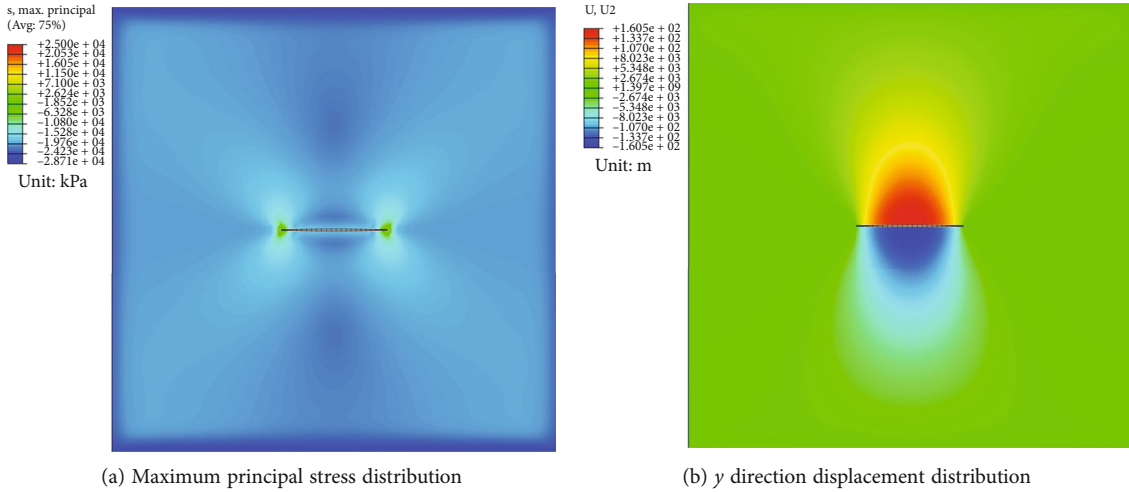 s, max. principal
(Avg: 75%)
+2.500e + 04
+2.053e + 04
+1.605e + 04
+1.150e + 04
+7.100e + 03
+2.624e + 03
−1.852e + 03
−6.328e + 03
−1.080e + 04
−1.528e + 04
−1.976e + 04
−2.423e + 04
−2.871e + 04
Unit: kPa
U, U2
+1.605e + 02
+1.337e + 02
+1.070e + 02
+8.023e + 03
+5.348e + 03
+2.674e + 03
+1.397e + 09
−2.674e + 03
−5.348e + 03
−8.023e + 03
−1.070e + 02
−1.337e + 02
−1.605e + 02
Unit: m
(a) Maximum principal stress distribution
(b) y direction displacement distribution